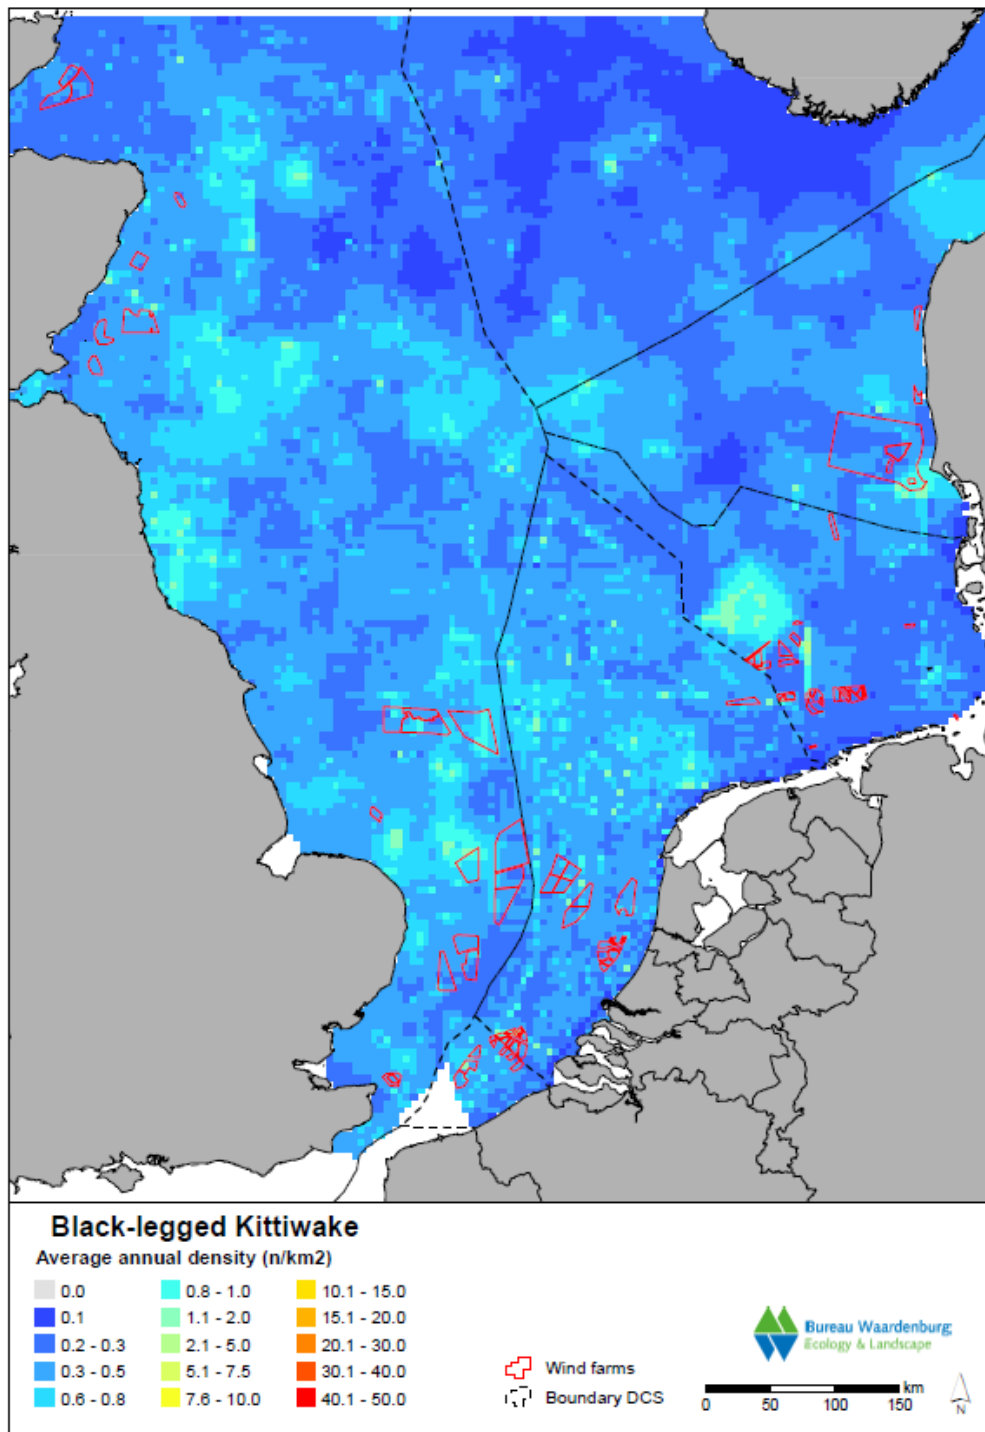 Black-legged Kittiwake
Average annual density (n/km2)
0.0
0.1
0.2 - 0.3
0.3 - 0.5
0.6 - 0.8
0.8 - 1.0
1.1 - 2.0
2.1 - 5.0
5.1 - 7.5
7.6 - 10.0
10.1 - 15.0
15.1 - 20.0
20.1 - 30.0
30.1 - 40.0
40.1 - 50.0
Wind farms
Boundary DCS
Bureau Waardenburg
Ecology & Landscape
km
0 50 100 150
N